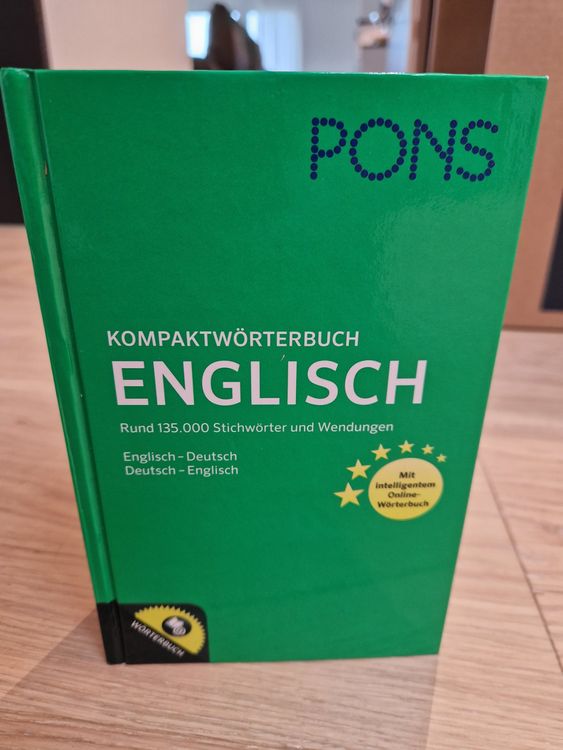 PONS
KOMPAKTWÖRTERBUCH
ENGLISCH
Rund 135.000 Stichwörter und Wendungen
Englisch – Deutsch
Deutsch – Englisch
Mit
intelligentem
Online-
Wörterbuch
WÖRTERBUCH